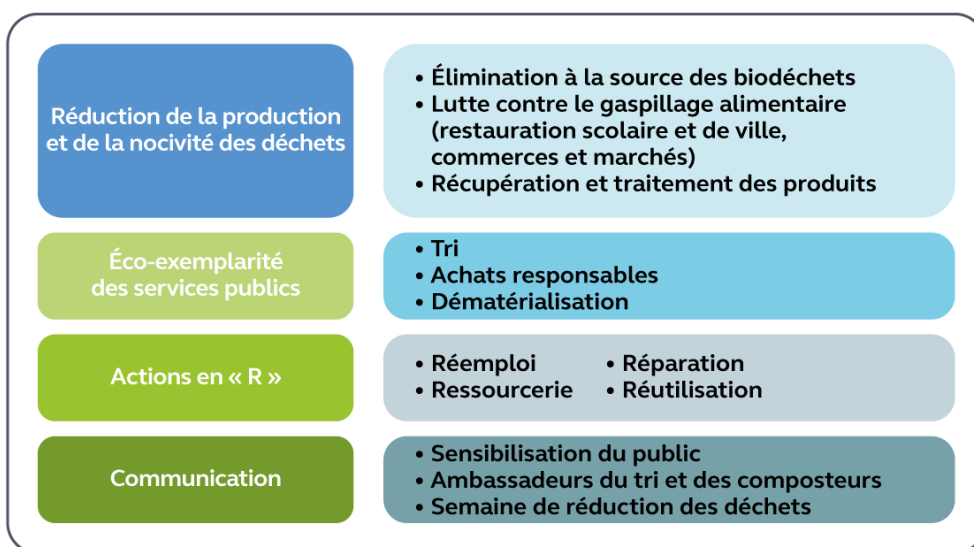 Réduction de la production
et de la nocivité des déchets
• Élimination à la source des biodéchets
• Lutte contre le gaspillage alimentaire
(restauration scolaire et de ville,
commerces et marchés)
• Récupération et traitement des produits
Éco-exemplarité
des services publics
• Tri
• Achats responsables
• Dématérialisation
Actions en « R »
• Réemploi • Réparation
• Ressourcerie • Réutilisation
Communication
• Sensibilisation du public
• Ambassadeurs du tri et des composteurs
• Semaine de réduction des déchets